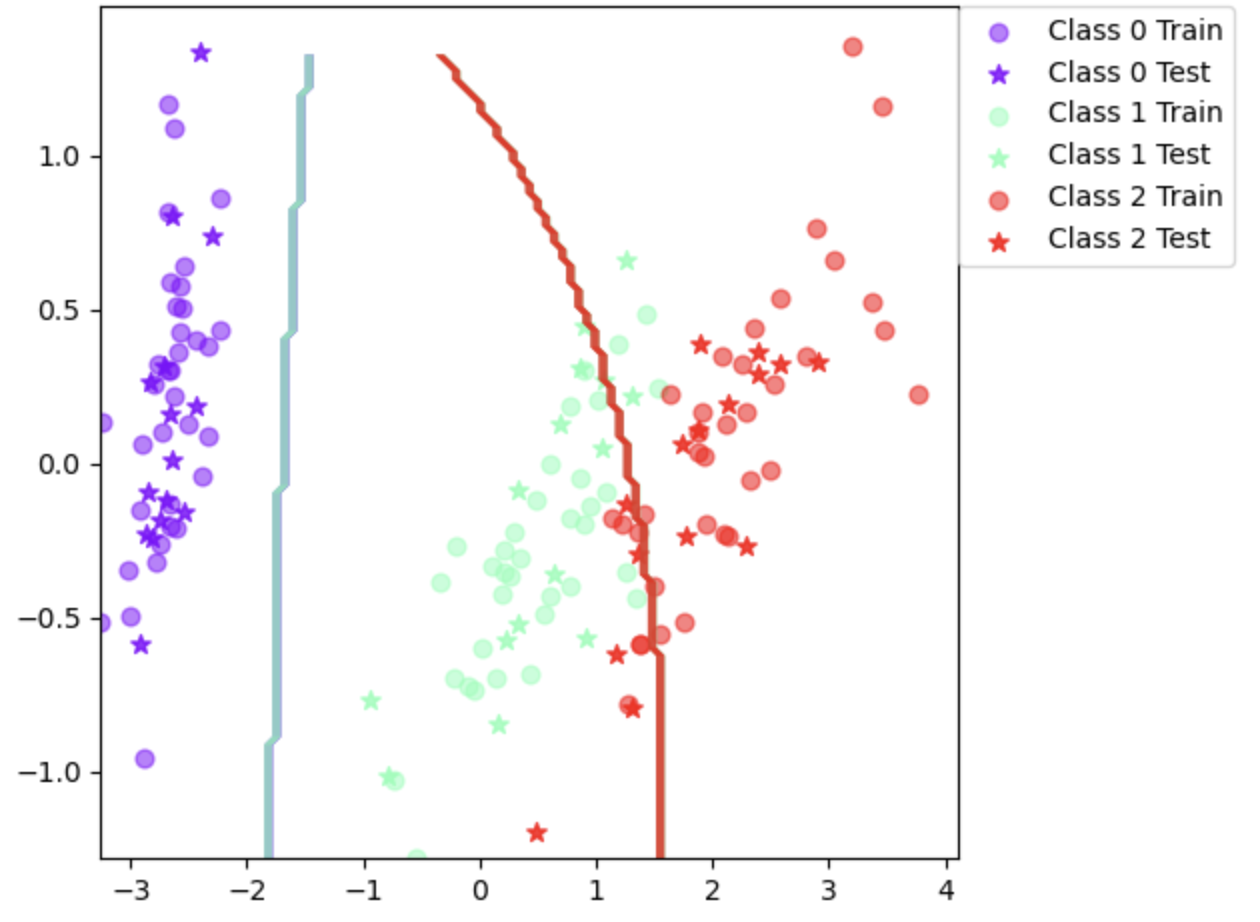 Class 0 Train
Class 0 Test
Class 1 Train
Class 1 Test
Class 2 Train
Class 2 Test
1.0
0.5
0.0
−0.5
−1.0
−3 −2 −1 0 1 2 3 4